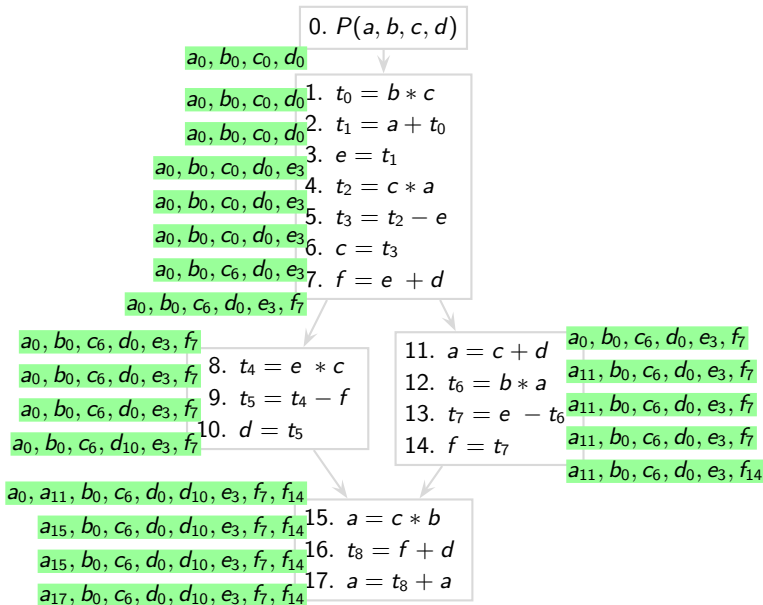 0. P(a, b, c, d)
a₀, b₀, c₀, d₀
a₀, b₀, c₀, d₀
1. t₀ = b ∗ c
a₀, b₀, c₀, d₀
2. t₁ = a + t₀
a₀, b₀, c₀, d₀, e₃
3. e = t₁
a₀, b₀, c₀, d₀, e₃
4. t₂ = c ∗ a
a₀, b₀, c₀, d₀, e₃
5. t₃ = t₂ − e
a₀, b₀, c₆, d₀, e₃
6. c = t₃
a₀, b₀, c₆, d₀, e₃, f₇
7. f = e + d
a₀, b₀, c₆, d₀, e₃, f₇
8. t₄ = e ∗ c
a₀, b₀, c₆, d₀, e₃, f₇
9. t₅ = t₄ − f
a₀, b₀, c₆, d₀, e₃, f₇
10. d = t₅
a₀, b₀, c₆, d₁₀, e₃, f₇
a₀, b₀, c₆, d₀, e₃, f₇
11. a = c + d
a₁₁, b₀, c₆, d₀, e₃, f₇
12. t₆ = b ∗ a
a₁₁, b₀, c₆, d₀, e₃, f₇
13. t₇ = e − t₆
a₁₁, b₀, c₆, d₀, e₃, f₇
14. f = t₇
a₁₁, b₀, c₆, d₀, e₃, f₁₄
a₀, a₁₁, b₀, c₆, d₀, d₁₀, e₃, f₇, f₁₄
15. a = c ∗ b
a₁₅, b₀, c₆, d₀, d₁₀, e₃, f₇, f₁₄
16. t₈ = f + d
a₁₅, b₀, c₆, d₀, d₁₀, e₃, f₇, f₁₄
17. a = t₈ + a
a₁₇, b₀, c₆, d₀, d₁₀, e₃, f₇, f₁₄